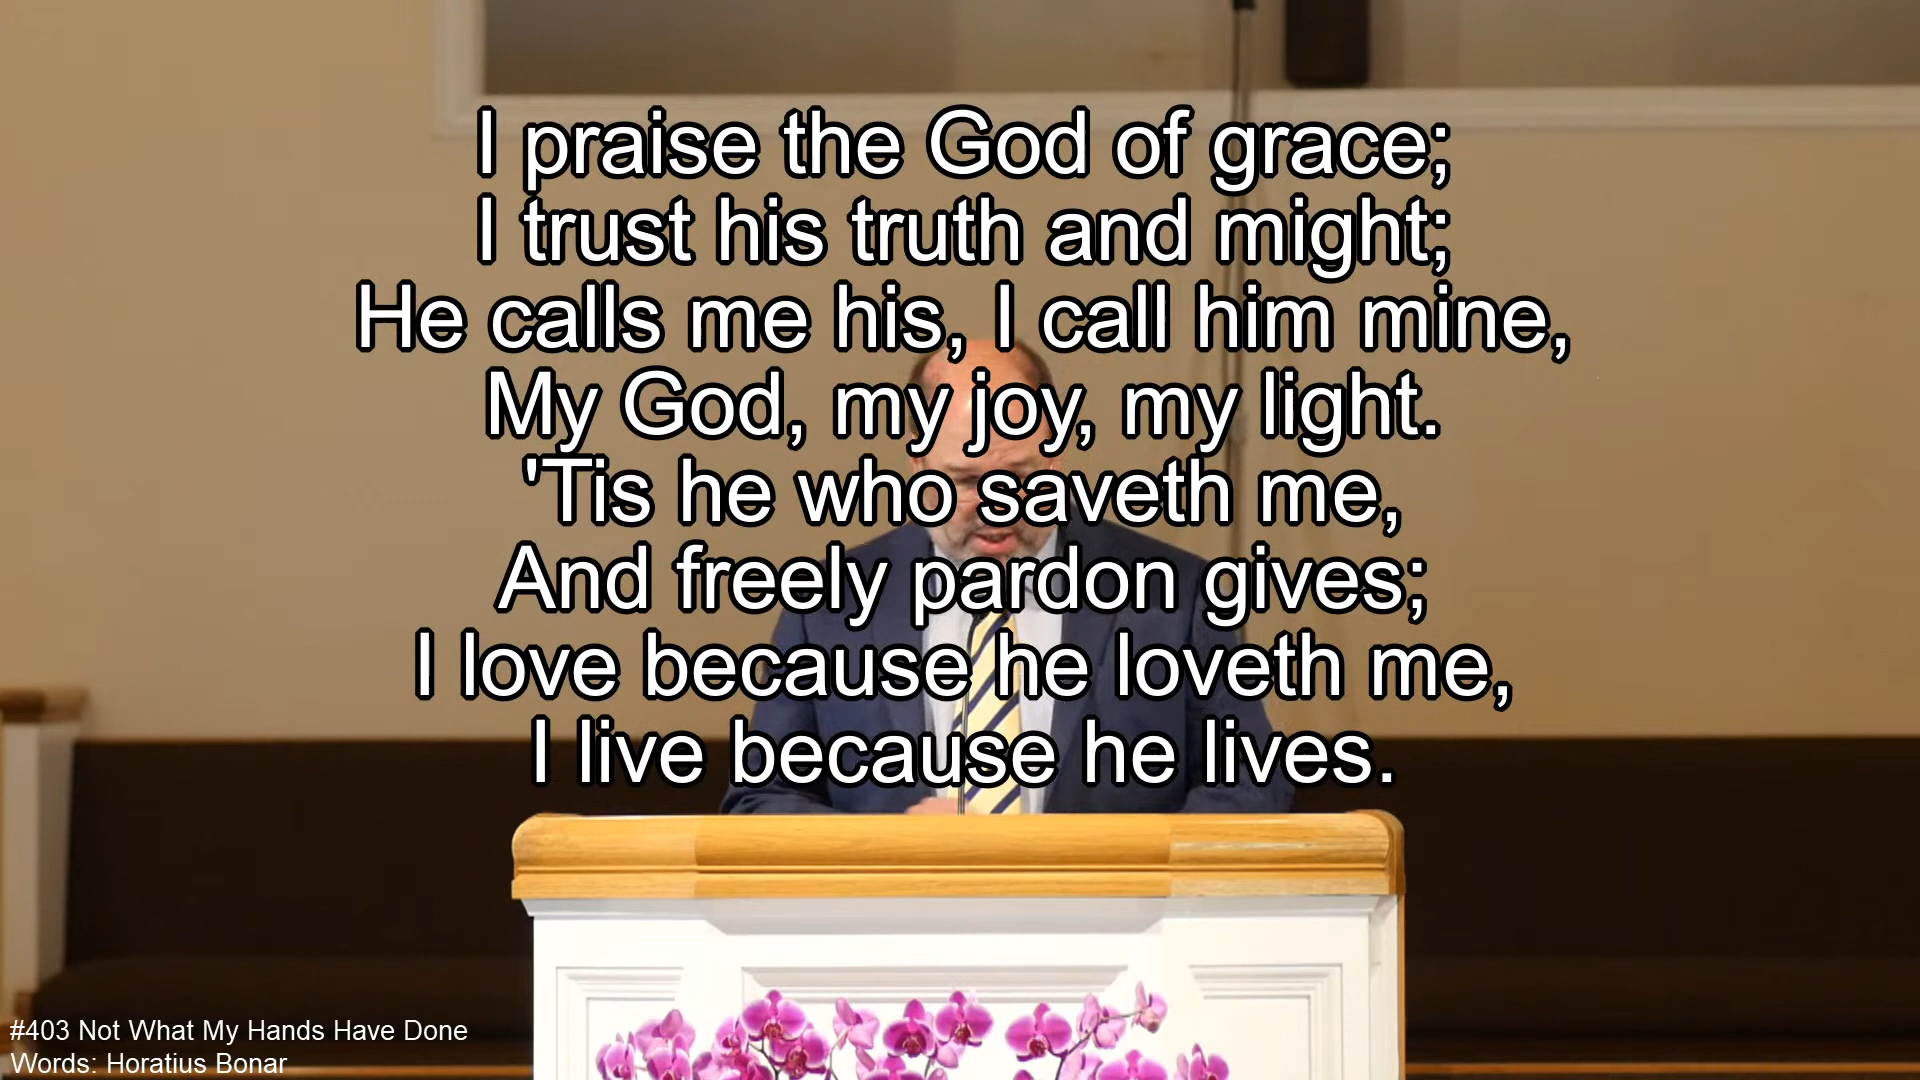 I praise the God of grace;
I trust his truth and might;
He calls me his, I call him mine,
My God, my joy, my light.
'Tis he who saveth me,
And freely pardon gives;
I love because he loveth me,
I live because he lives.
#403 Not What My Hands Have Done
Words: Horatius Bonar